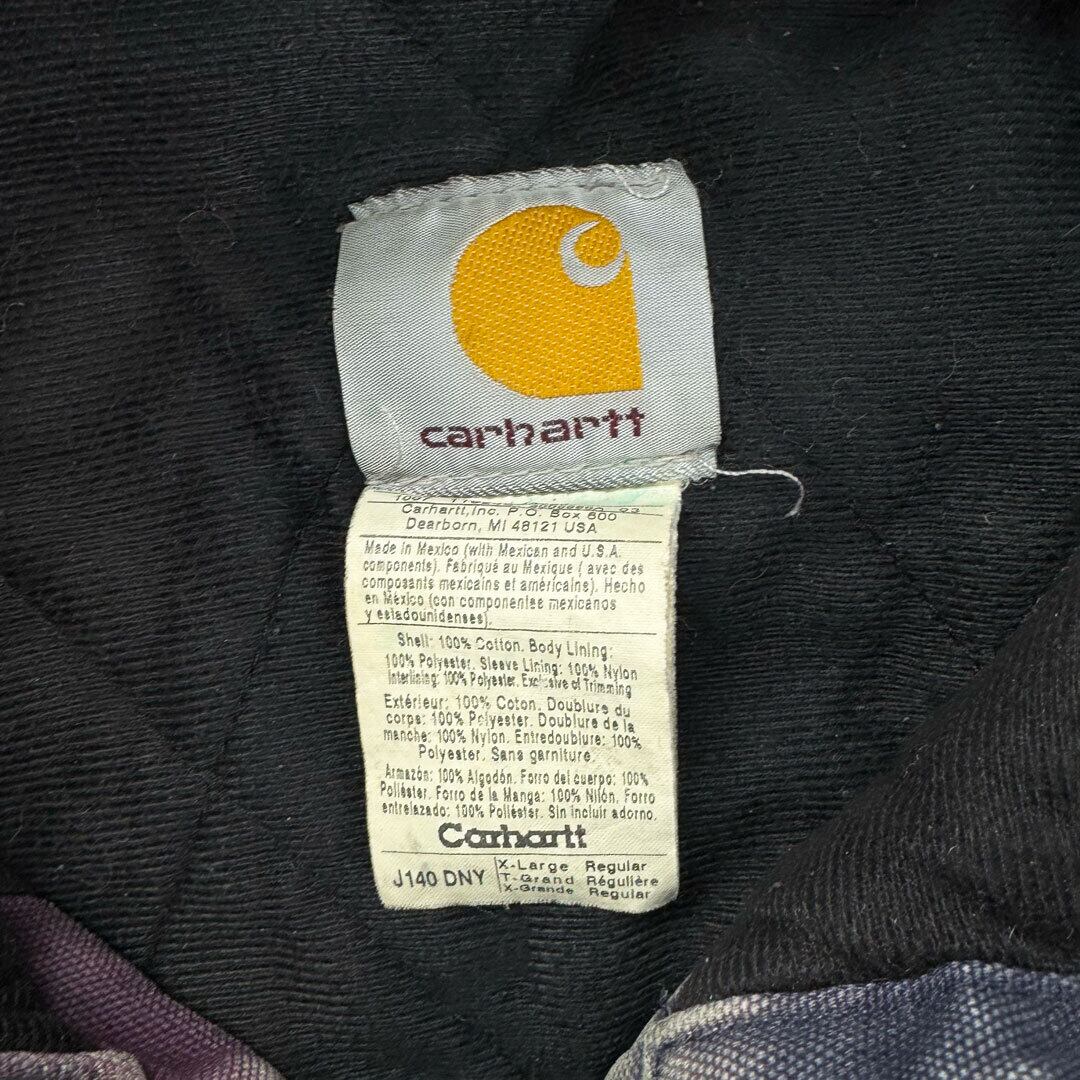 carhartt
Carhartt,Inc. P.O. Box 600
Dearborn, MI 48121 USA
Made in Mexico (with Mexican and U.S.A.
components). Fabriqué au Mexique ( avec des
composants mexicains et américains). Hecho
en México (con componentes mexicanos
y estadounidenses).
Shell: 100% Cotton. Body Lining:
100% Polyester. Sleeve Lining: 100% Nylon
Interlining: 100% Polyester. Exclusive of Trimming
Extérieur: 100% Coton. Doublure du
corps: 100% Polyester. Doublure de la
manche: 100% Nylon. Entredoublure: 100%
Polyester. Sans garniture.
Armazón: 100% Algodón. Forro del cuerpo: 100%
Poliéster. Forro de la Manga: 100% Nilón. Forro
entrelazado: 100% Poliéster. Sin incluir adorno.
Carhartt
J140 DNY
X-Large Regular
T-Grand Régulière
X-Grande Regular